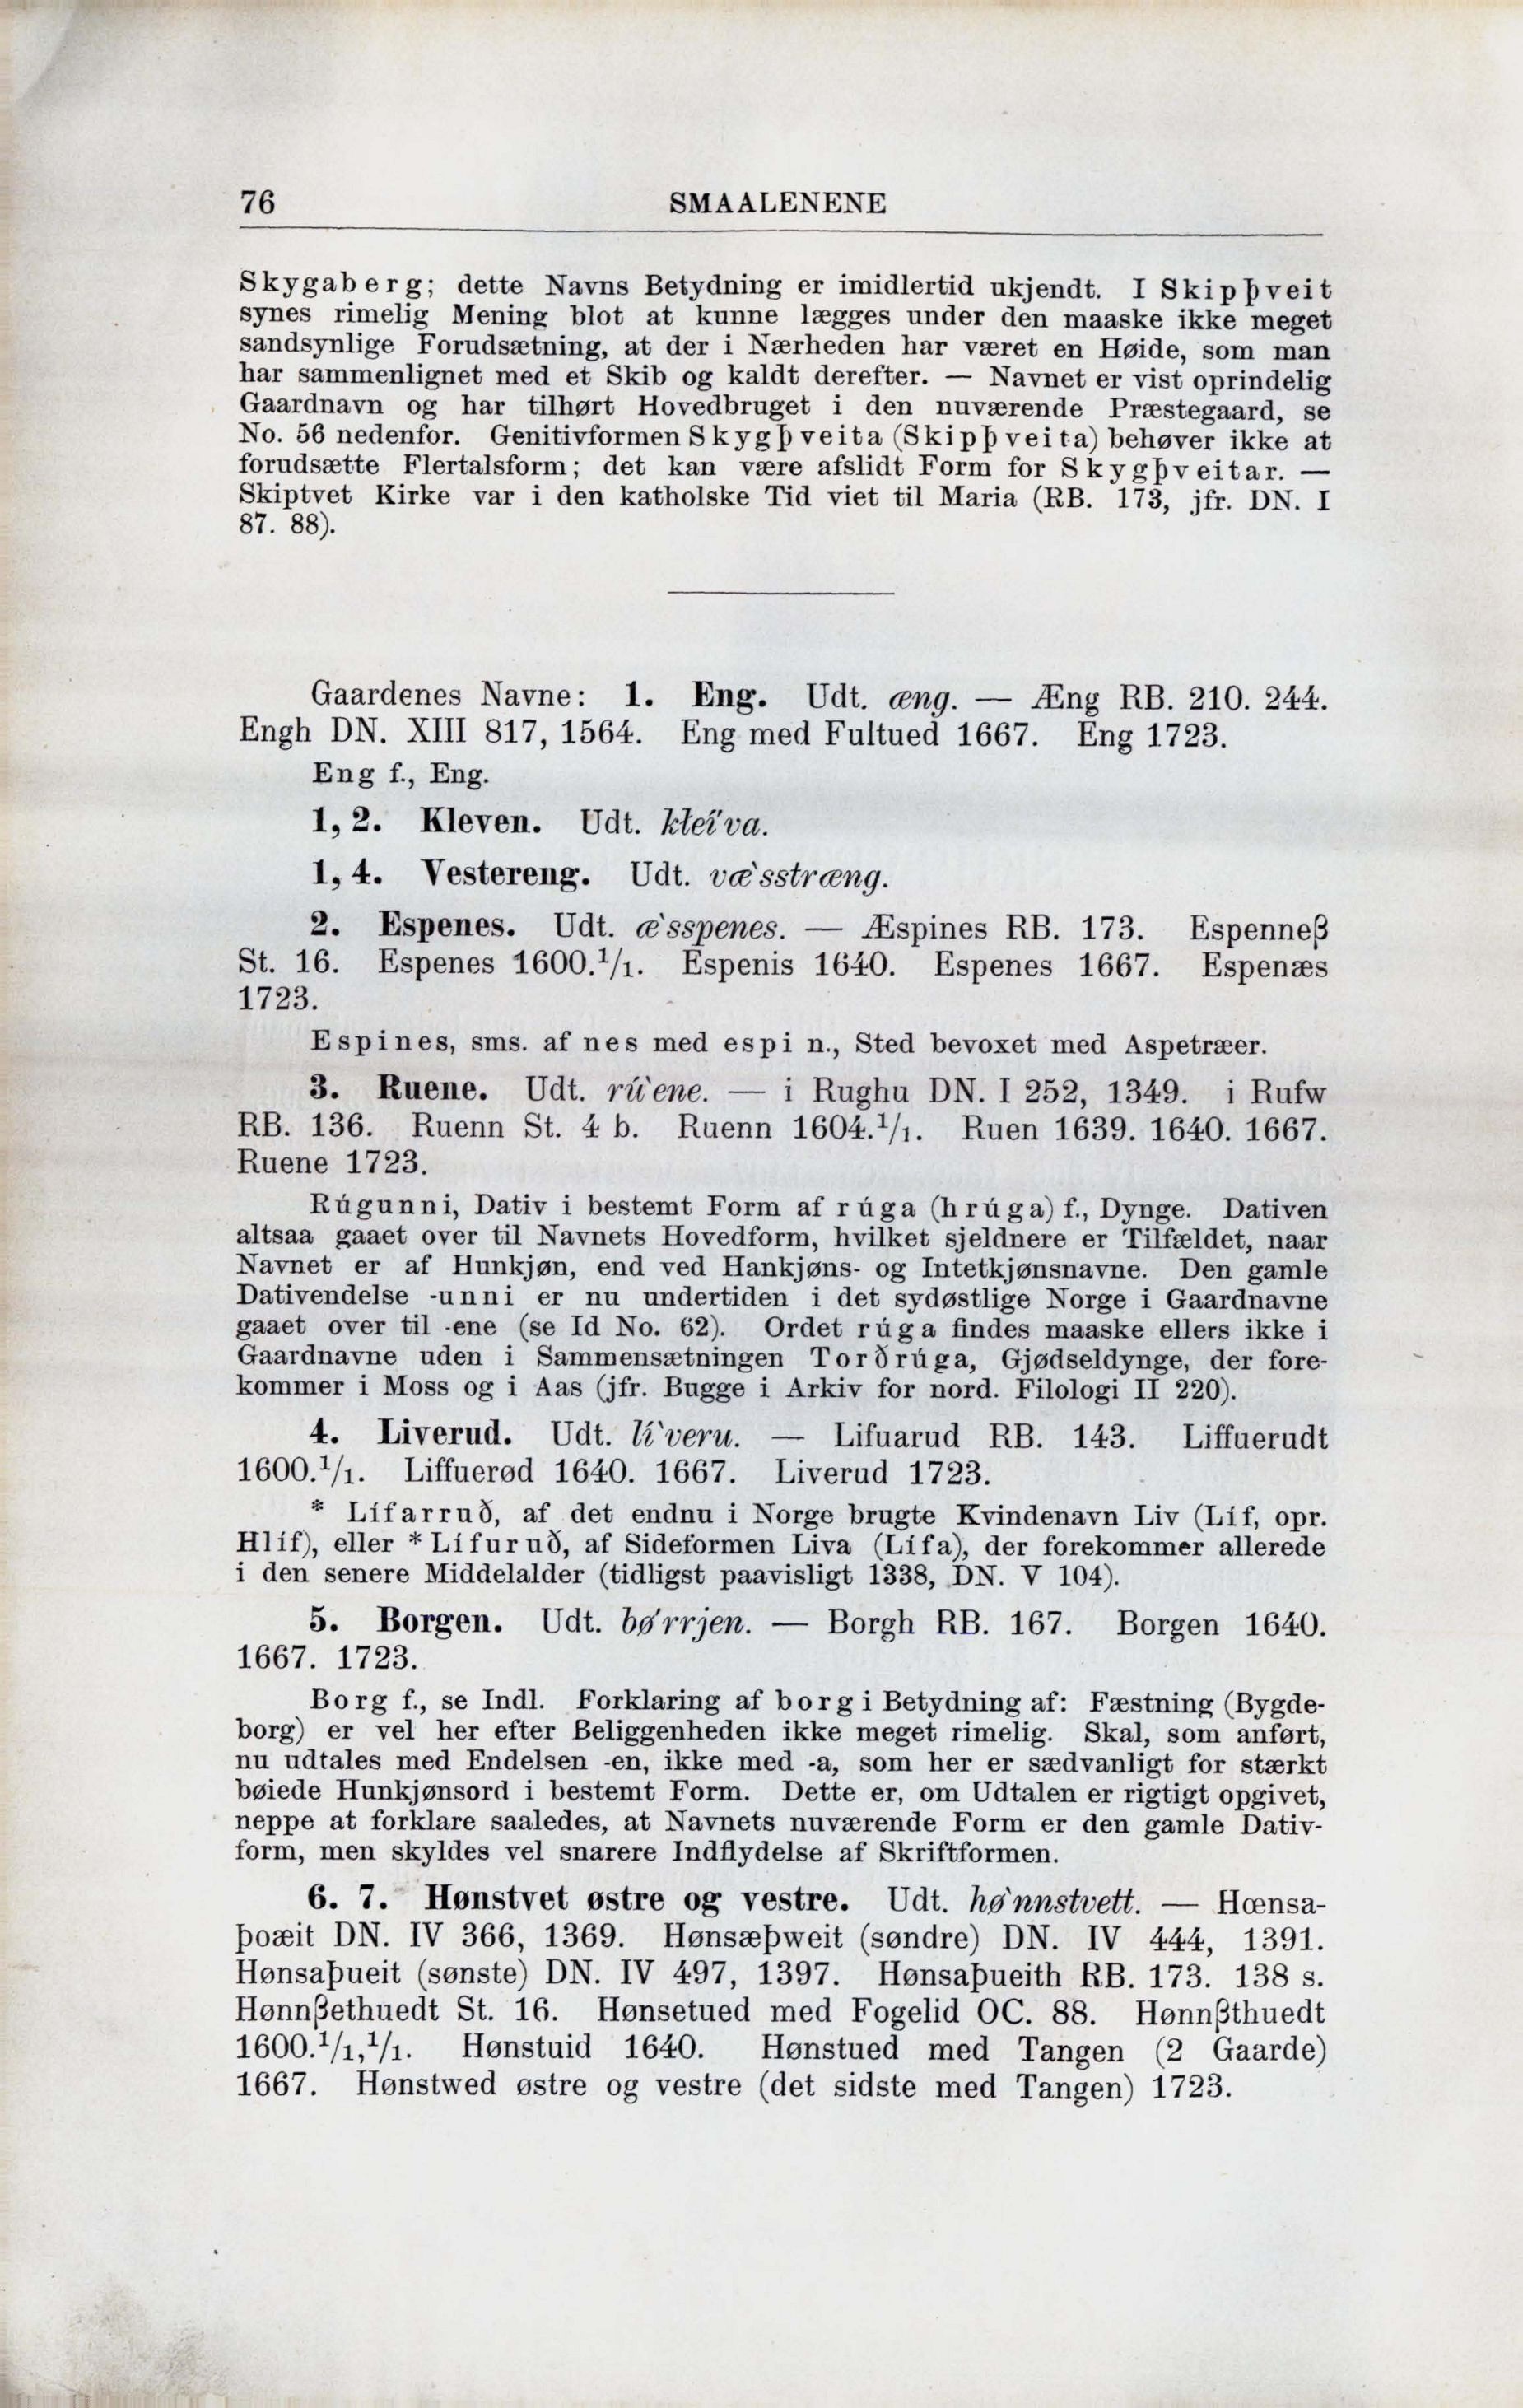 76 SMAALENENE
Skygaberg; dette Navns Betydning er imidlertid ukjendt. I Skipþveit
synes rimelig Mening blot at kunne lægges under den maaske ikke meget
sandsynlige Forudsætning, at der i Nærheden har været en Høide, som man
har sammenlignet med et Skib og kaldt derefter. — Navnet er vist oprindelig
Gaardnavn og har tilhørt Hovedbruget i den nuværende Præstegaard, se
No. 56 nedenfor. Genitivformen Skygþveita (Skipþveita) behøver ikke at
forudsætte Flertalsform; det kan være afslidt Form for Skygþveitar. —
Skiptvet Kirke var i den katholske Tid viet til Maria (RB. 173, jfr. DN. I
87. 88).
Gaardenes Navne: 1. Eng. Udt. æng. — Æng RB. 210. 244.
Engh DN. XIII 817, 1564. Eng med Fultued 1667. Eng 1723.
Eng f., Eng.
1, 2. Kleven. Udt. kłeiva.
1, 4. Vestereng. Udt. væ`sstræng.
2. Espenes. Udt. æ`sspenes. — Æspines RB. 173. Espenneß
St. 16. Espenes 1600.¹/₁. Espenis 1640. Espenes 1667. Espenæs
1723.
Espines, sms. af nes med espi n., Sted bevoxet med Aspetræer.
3. Ruene. Udt. rú`ene. — i Rughu DN. I 252, 1349. i Rufw
RB. 136. Ruenn St. 4 b. Ruenn 1604.¹/₁. Ruen 1639. 1640. 1667.
Ruene 1723.
Rúgunni, Dativ i bestemt Form af rúga (hrúga) f., Dynge. Dativen
altsaa gaaet over til Navnets Hovedform, hvilket sjeldnere er Tilfældet, naar
Navnet er af Hunkjøn, end ved Hankjøns- og Intetkjønsnavne. Den gamle
Dativendelse -unni er nu undertiden i det sydøstlige Norge i Gaardnavne
gaaet over til -ene (se Id No. 62). Ordet rúga findes maaske ellers ikke i
Gaardnavne uden i Sammensætningen Torðrúga, Gjødseldynge, der fore-
kommer i Moss og i Aas (jfr. Bugge i Arkiv for nord. Filologi II 220).
4. Liverud. Udt. li`veru. — Lifuarud RB. 143. Liffuerudt
1600.¹/₁. Liffuerød 1640. 1667. Liverud 1723.
* Lífarruð, af det endnu i Norge brugte Kvindenavn Liv (Líf, opr.
Hlíf), eller *Lífuruð, af Sideformen Liva (Lífa), der forekommer allerede
i den senere Middelalder (tidligst paavisligt 1338, DN. V 104).
5. Borgen. Udt. bø´rrjen. — Borgh RB. 167. Borgen 1640.
1667. 1723.
Borg f., se Indl. Forklaring af borg i Betydning af: Fæstning (Bygde-
borg) er vel her efter Beliggenheden ikke meget rimelig. Skal, som anført,
nu udtales med Endelsen -en, ikke med -a, som her er sædvanligt for stærkt
bøiede Hunkjønsord i bestemt Form. Dette er, om Udtalen er rigtigt opgivet,
neppe at forklare saaledes, at Navnets nuværende Form er den gamle Dativ-
form, men skyldes vel snarere Indflydelse af Skriftformen.
6. 7. Hønstvet østre og vestre. Udt. hø`nnstvett. — Hœnsa-
þoæit DN. IV 366, 1369. Hønsæþweit (søndre) DN. IV 444, 1391.
Hønsaþueit (sønste) DN. IV 497, 1397. Hønsaþueith RB. 173. 138 s.
Hønnßethuedt St. 16. Hønsetued med Fogelid OC. 88. Hønnßthuedt
1600.¹/₁,¹/₁. Hønstuid 1640. Hønstued med Tangen (2 Gaarde)
1667. Hønstwed østre og vestre (det sidste med Tangen) 1723.